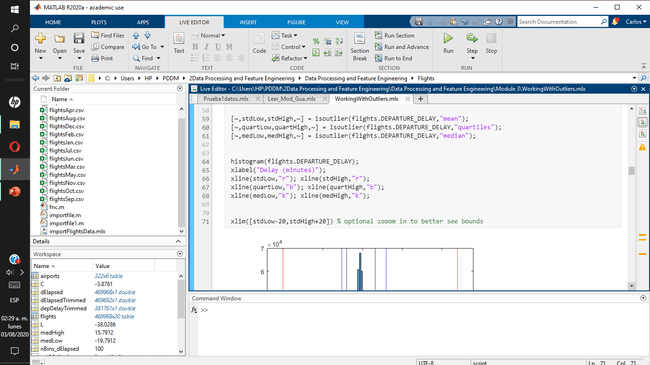 MATLAB R2020a - academic use
HOME PLOTS APPS LIVE EDITOR INSERT FIGURE VIEW Search Documentation Carlos
New Open Save Find Files Compare Print Go To Find Text Normal B I U M Code Task Control Refactor Section Break Run Section Run and Advance Run to End Run Step Stop
FILE NAVIGATE TEXT CODE SECTION RUN
C: Users HP PDDM 2Data Processing and Feature Engineering Data Processing and Feature Engineering Flights
Current Folder
Live Editor - C:\Users\HP\PDDM\2Data Processing and Feature Engineering\Data Processing and Feature Engineering\Module 3\WorkingWithOutliers.mlx
Name
Prueba1datos.mlx Leer_Mod_Gua.mlx WorkingWithOutliers.mlx
flightsApr.csv
flightsAug.csv
flightsDec.csv
flightsFeb.csv
flightsJan.csv
flightsJul.csv
flightsJun.csv
flightsMar.csv
flightsMay.csv
flightsNov.csv
flightsOct.csv
flightsSep.csv
fnc.m
importfile.m
importfile1.m
importFlightsData.mlx
58
59 [~,stdLow,stdHigh,~] = isoutlier(flights.DEPARTURE_DELAY,"mean");
60 [~,quartLow,quartHigh,~] = isoutlier(flights.DEPARTURE_DELAY,"quartiles");
61 [~,medLow,medHigh,~] = isoutlier(flights.DEPARTURE_DELAY,"median");
64 histogram(flights.DEPARTURE_DELAY);
65 xlabel("Delay (minutes)");
66 xline(stdLow,"r"); xline(stdHigh,"r");
67 xline(quartLow,"b"); xline(quartHigh,"b");
68 xline(medLow,"k"); xline(medHigh,"k");
71 xlim([stdLow-20,stdHigh+20]) % optional zooom in to better see bounds
7 ×10⁴
6
Details
Workspace
Name Value
airports 322x6 table
C -3.8761
dElapsed 469968x1 double
dElapsedTrimmed 469692x1 double
depDelayTrimmed 381761x1 double
flights 469968x20 table
L -38.0286
medHigh 15.7912
medLow -19.7912
nBins_dElapsed 100
Command Window
fx >>
ESP
02:29 a.m.
lunes
03/08/2020
UTF-8 script Ln 71 Col 71